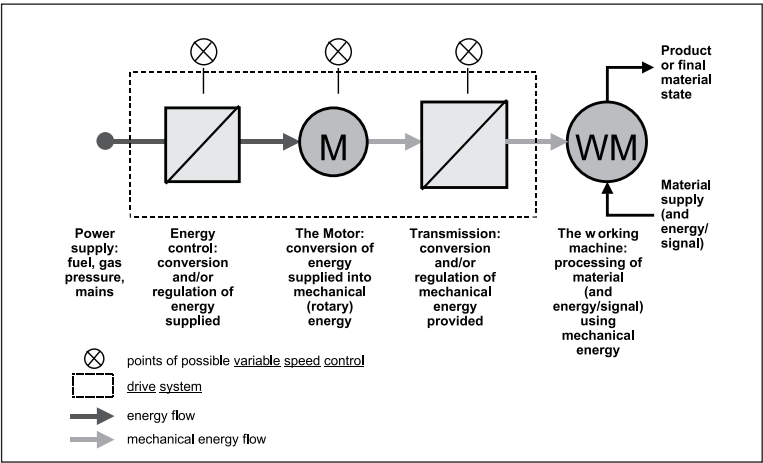 Product
or final
material
state
M
WM
Material
supply
(and
energy/
signal)
Power
supply:
fuel, gas
pressure,
mains
Energy
control:
conversion
and/or
regulation of
energy
supplied
The Motor:
conversion of
energy
supplied into
mechanical
(rotary)
energy
Transmission:
conversion
and/or
regulation of
mechanical
energy
provided
The working
machine:
processing of
material
(and
energy/signal)
using
mechanical
energy
points of possible variable speed control
drive system
energy flow
mechanical energy flow